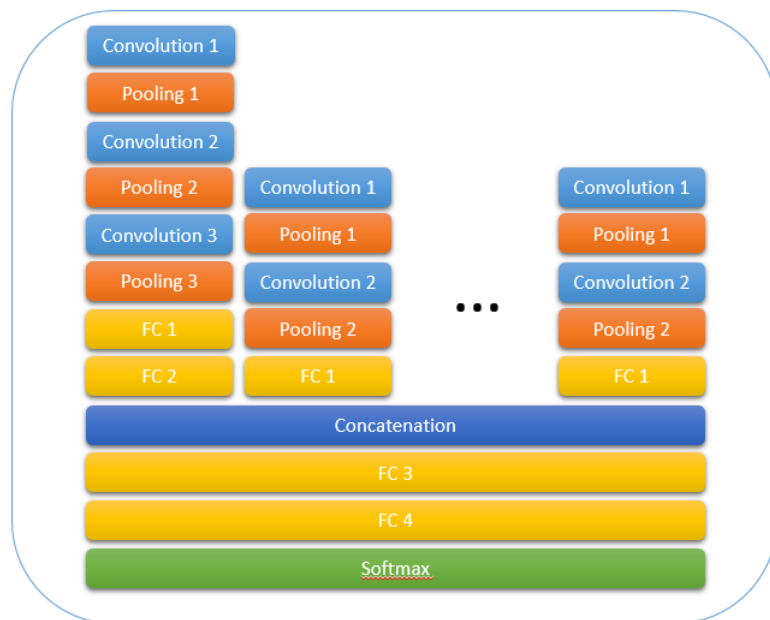 Convolution 1
Pooling 1
Convolution 2
Pooling 2
Convolution 3
Pooling 3
FC 1
FC 2
Convolution 1
Pooling 1
Convolution 2
Pooling 2
FC 1
...
Convolution 1
Pooling 1
Convolution 2
Pooling 2
FC 1
Concatenation
FC 3
FC 4
Softmax